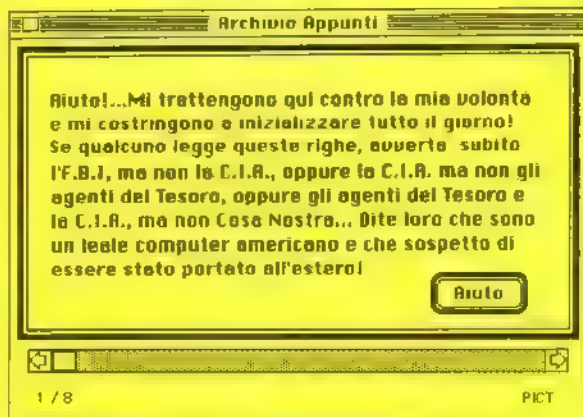 Archivio Appunti
Aiuto!...Mi trattengono qui contro la mia volontà
e mi costringono a inizializzare tutto il giorno!
Se qualcuno legge queste righe, avverta subito
l'F.B.I, ma non la C.I.A., oppure la C.I.A. ma non gli
agenti del Tesoro, oppure gli agenti del Tesoro e
la C.I.A., ma non Cosa Nostra... Dite loro che sono
un leale computer americano e che sospetto di
essere stato portato all'estero!
Aiuto
1 / 8
PICT